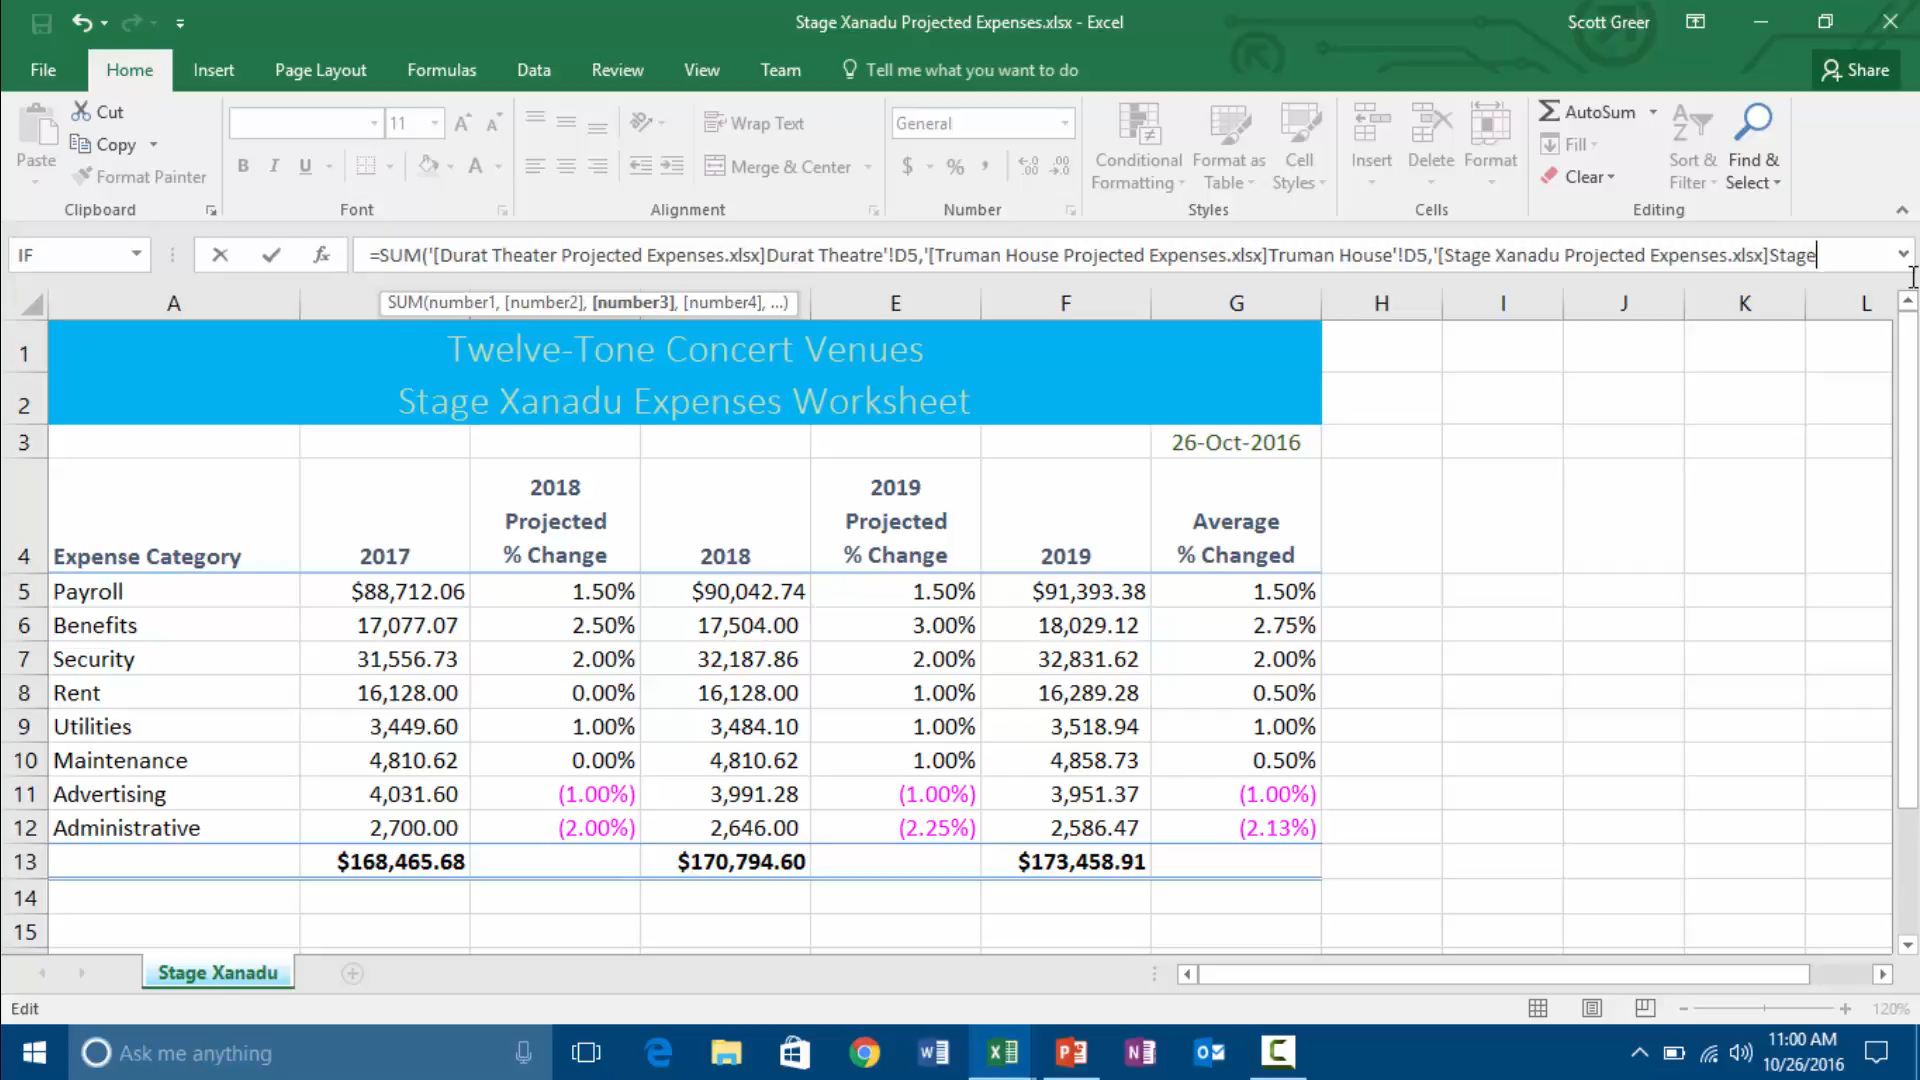 Stage Xanadu Projected Expenses.xlsx - Excel
Scott Greer
File Home Insert Page Layout Formulas Data Review View Team Tell me what you want to do Share
Paste
Cut
Copy
Format Painter
Clipboard
11
B I U A
Font
Wrap Text
Merge & Center
Alignment
General
$ % ,
Number
Conditional Formatting
Format as Table
Cell Styles
Styles
Insert Delete Format
Cells
AutoSum
Fill
Clear
Sort & Filter
Find & Select
Editing
IF fx =SUM('[Durat Theater Projected Expenses.xlsx]Durat Theatre'!D5,'[Truman House Projected Expenses.xlsx]Truman House'!D5,'[Stage Xanadu Projected Expenses.xlsx]Stage
SUM(number1, [number2], [number3], [number4], ...)
A E F G H I J K L
1 Twelve-Tone Concert Venues
2 Stage Xanadu Expenses Worksheet
3 26-Oct-2016
4 Expense Category 2017 2018 Projected % Change 2018 2019 Projected % Change 2019 Average % Changed
5 Payroll $88,712.06 1.50% $90,042.74 1.50% $91,393.38 1.50%
6 Benefits 17,077.07 2.50% 17,504.00 3.00% 18,029.12 2.75%
7 Security 31,556.73 2.00% 32,187.86 2.00% 32,831.62 2.00%
8 Rent 16,128.00 0.00% 16,128.00 1.00% 16,289.28 0.50%
9 Utilities 3,449.60 1.00% 3,484.10 1.00% 3,518.94 1.00%
10 Maintenance 4,810.62 0.00% 4,810.62 1.00% 4,858.73 0.50%
11 Advertising 4,031.60 (1.00%) 3,991.28 (1.00%) 3,951.37 (1.00%)
12 Administrative 2,700.00 (2.00%) 2,646.00 (2.25%) 2,586.47 (2.13%)
13 $168,465.68 $170,794.60 $173,458.91
14
15
Stage Xanadu
Edit
120%
Ask me anything
11:00 AM
10/26/2016